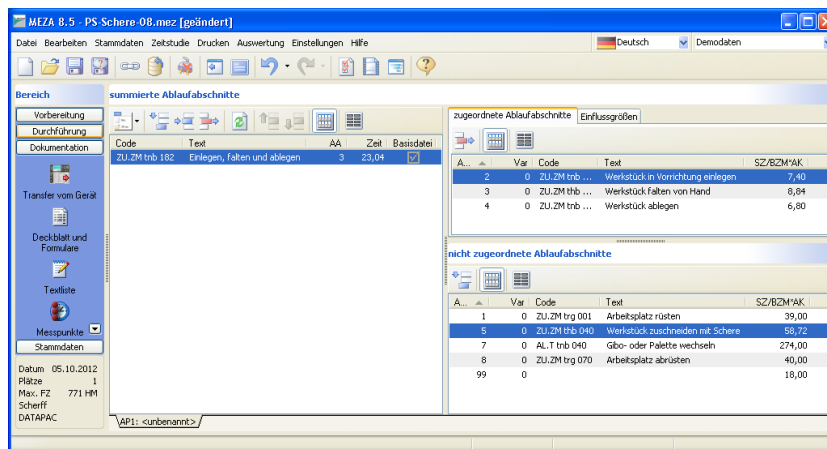 MEZA 8.5 - PS-Schere-08.mez [geändert]
Datei Bearbeiten Stammdaten Zeitstudie Drucken Auswertung Einstellungen Hilfe
Deutsch
Demodaten
Bereich
Vorbereitung
Durchführung
Dokumentation
Transfer vom Gerät
Deckblatt und
Formulare
Textliste
Messpunkte
Stammdaten
Datum 05.10.2012
Plätze 1
Max. FZ 771 HM
Scherff
DATAPAC
summierte Ablaufabschnitte
Code Text AA Zeit Basisdatei
ZU.ZM tnb 182 Einlegen, falten und ablegen 3 23,04
AP1: <unbenannt>
zugeordnete Ablaufabschnitte Einflussgrößen
A... Var Code Text SZ/BZM*AK
2 0 ZU.ZM tnb ... Werkstück in Vorrichtung einlegen 7,40
3 0 ZU.ZM thb ... Werkstück falten von Hand 8,84
4 0 ZU.ZM tnb ... Werkstück ablegen 6,80
nicht zugeordnete Ablaufabschnitte
A... Var Code Text SZ/BZM*AK
1 0 ZU.ZM trg 001 Arbeitsplatz rüsten 39,00
5 0 ZU.ZM thb 040 Werkstück zuschneiden mit Schere 58,72
7 0 AL.T tnb 040 Gibo- oder Palette wechseln 274,00
8 0 ZU.ZM trg 070 Arbeitsplatz abrüsten 40,00
99 0 18,00